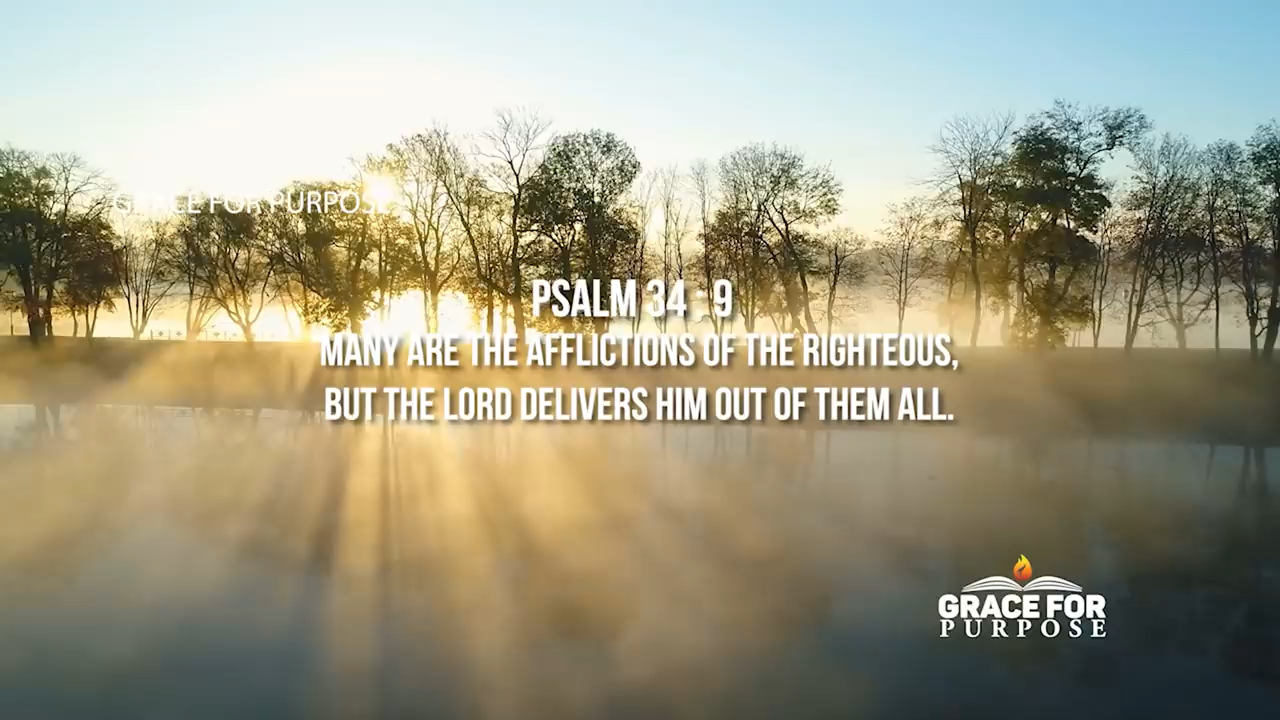 GRACE FOR PURPOSE
PSALM 34 : 9
"MANY ARE THE AFFLICTIONS OF THE RIGHTEOUS,
BUT THE LORD DELIVERS HIM OUT OF THEM ALL.
GRACE FOR
PURPOSE